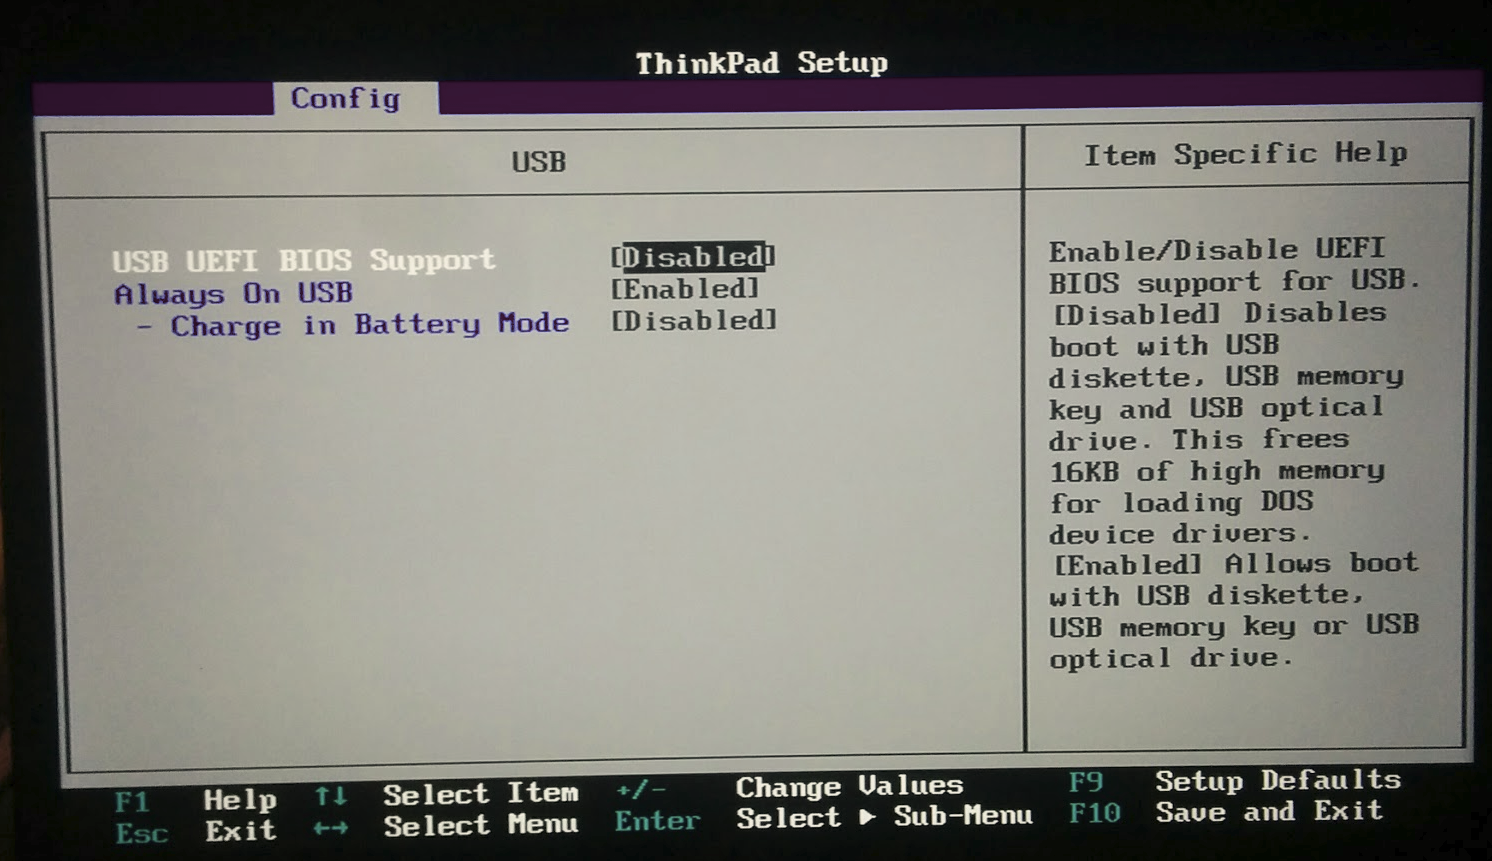 ThinkPad Setup
Config
USB
Item Specific Help
USB UEFI BIOS Support [Disabled]
Always On USB [Enabled]
- Charge in Battery Mode [Disabled]
Enable/Disable UEFI
BIOS support for USB.
[Disabled] Disables
boot with USB
diskette, USB memory
key and USB optical
drive. This frees
16KB of high memory
for loading DOS
device drivers.
[Enabled] Allows boot
with USB diskette,
USB memory key or USB
optical drive.
F1 Help ↑↓ Select Item +/- Change Values F9 Setup Defaults
Esc Exit ←→ Select Menu Enter Select ▶ Sub-Menu F10 Save and Exit